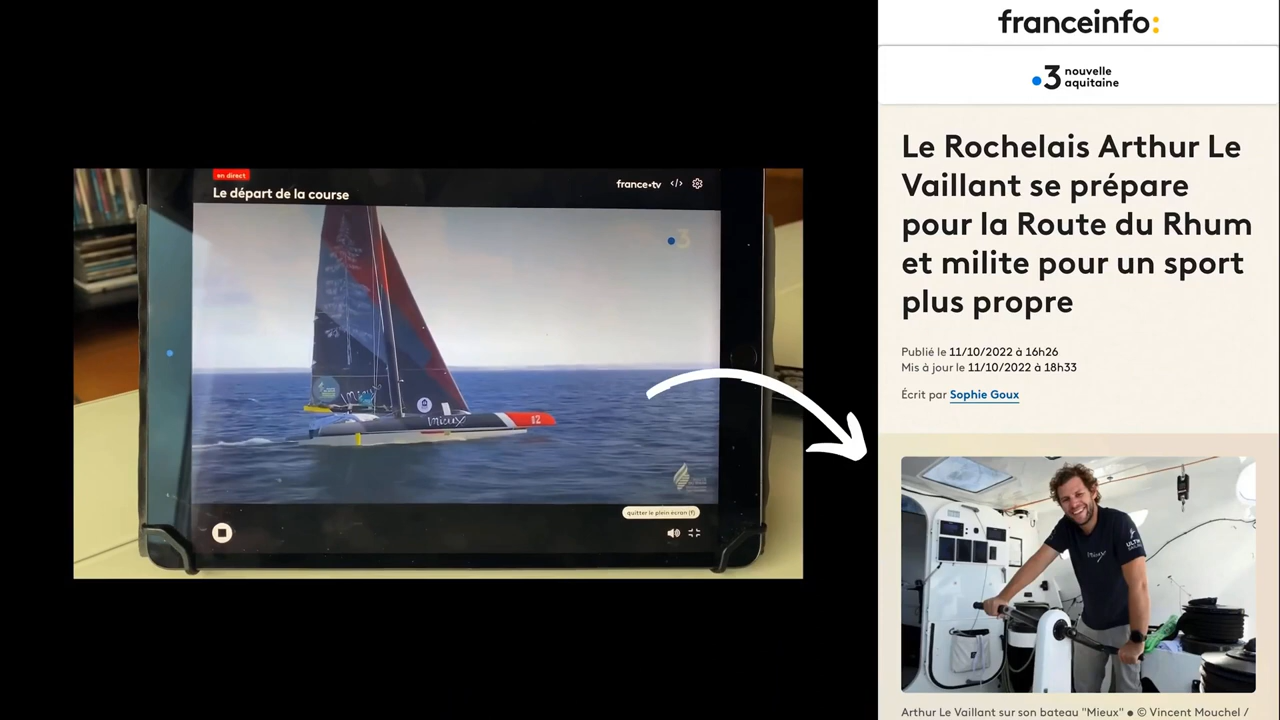 en direct
Le départ de la course
france•tv
3
mieux
mieux
12
quitter le plein écran (f)
franceinfo:
3 nouvelle
aquitaine
Le Rochelais Arthur Le
Vaillant se prépare
pour la Route du Rhum
et milite pour un sport
plus propre
Publié le 11/10/2022 à 16h26
Mis à jour le 11/10/2022 à 18h33
Écrit par Sophie Goux
mieux
ULTIM
Arthur Le Vaillant sur son bateau "Mieux" ● © Vincent Mouchel /